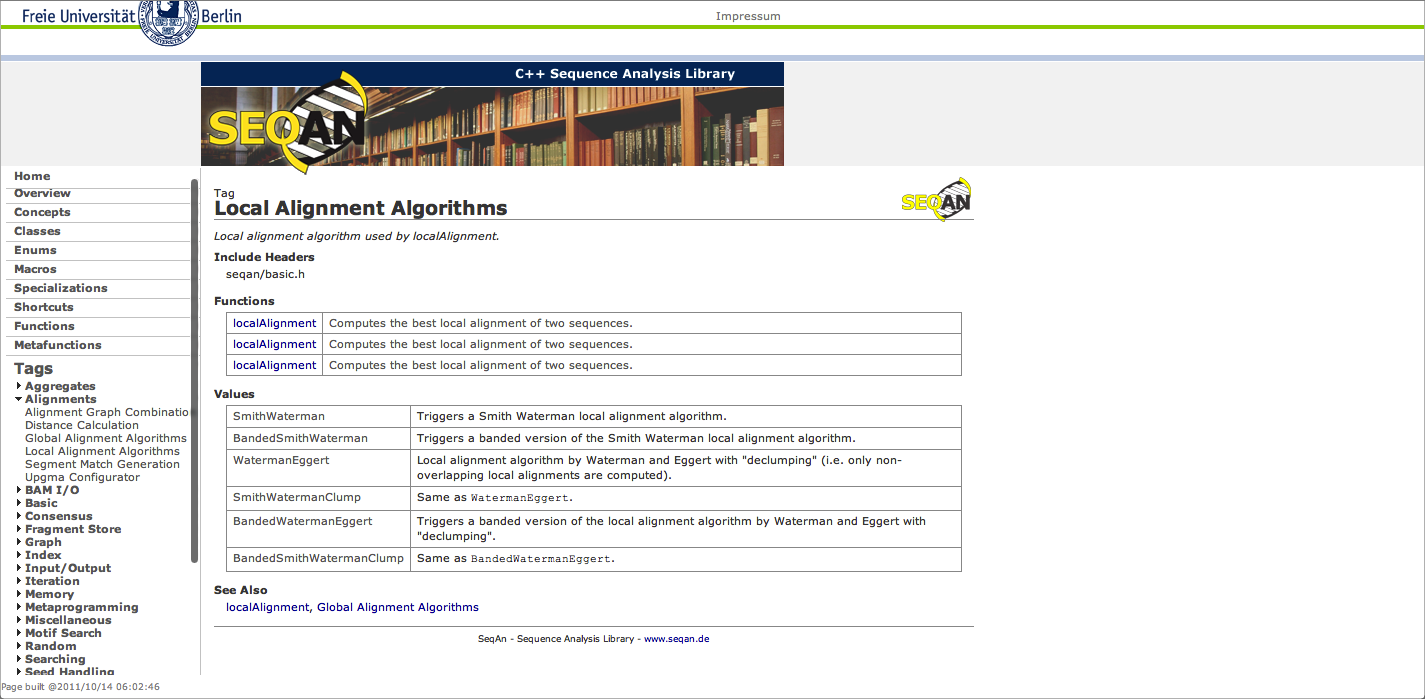 Freie Universität Berlin
Impressum
C++ Sequence Analysis Library
SEQAN
Home
Overview
Concepts
Classes
Enums
Macros
Specializations
Shortcuts
Functions
Metafunctions
Tags
Aggregates
Alignments
Alignment Graph Combinatio
Distance Calculation
Global Alignment Algorithms
Local Alignment Algorithms
Segment Match Generation
Upgma Configurator
BAM I/O
Basic
Consensus
Fragment Store
Graph
Index
Input/Output
Iteration
Memory
Metaprogramming
Miscellaneous
Motif Search
Random
Searching
Seed Handling
Page built @2011/10/14 06:02:46
Tag
Local Alignment Algorithms
SEQAN
Local alignment algorithm used by localAlignment.
Include Headers
seqan/basic.h
Functions
localAlignment Computes the best local alignment of two sequences.
localAlignment Computes the best local alignment of two sequences.
localAlignment Computes the best local alignment of two sequences.
Values
SmithWaterman Triggers a Smith Waterman local alignment algorithm.
BandedSmithWaterman Triggers a banded version of the Smith Waterman local alignment algorithm.
WatermanEggert Local alignment algorithm by Waterman and Eggert with "declumping" (i.e. only non-
overlapping local alignments are computed).
SmithWatermanClump Same as WatermanEggert.
BandedWatermanEggert Triggers a banded version of the local alignment algorithm by Waterman and Eggert with
"declumping".
BandedSmithWatermanClump Same as BandedWatermanEggert.
See Also
localAlignment, Global Alignment Algorithms
SeqAn - Sequence Analysis Library - www.seqan.de